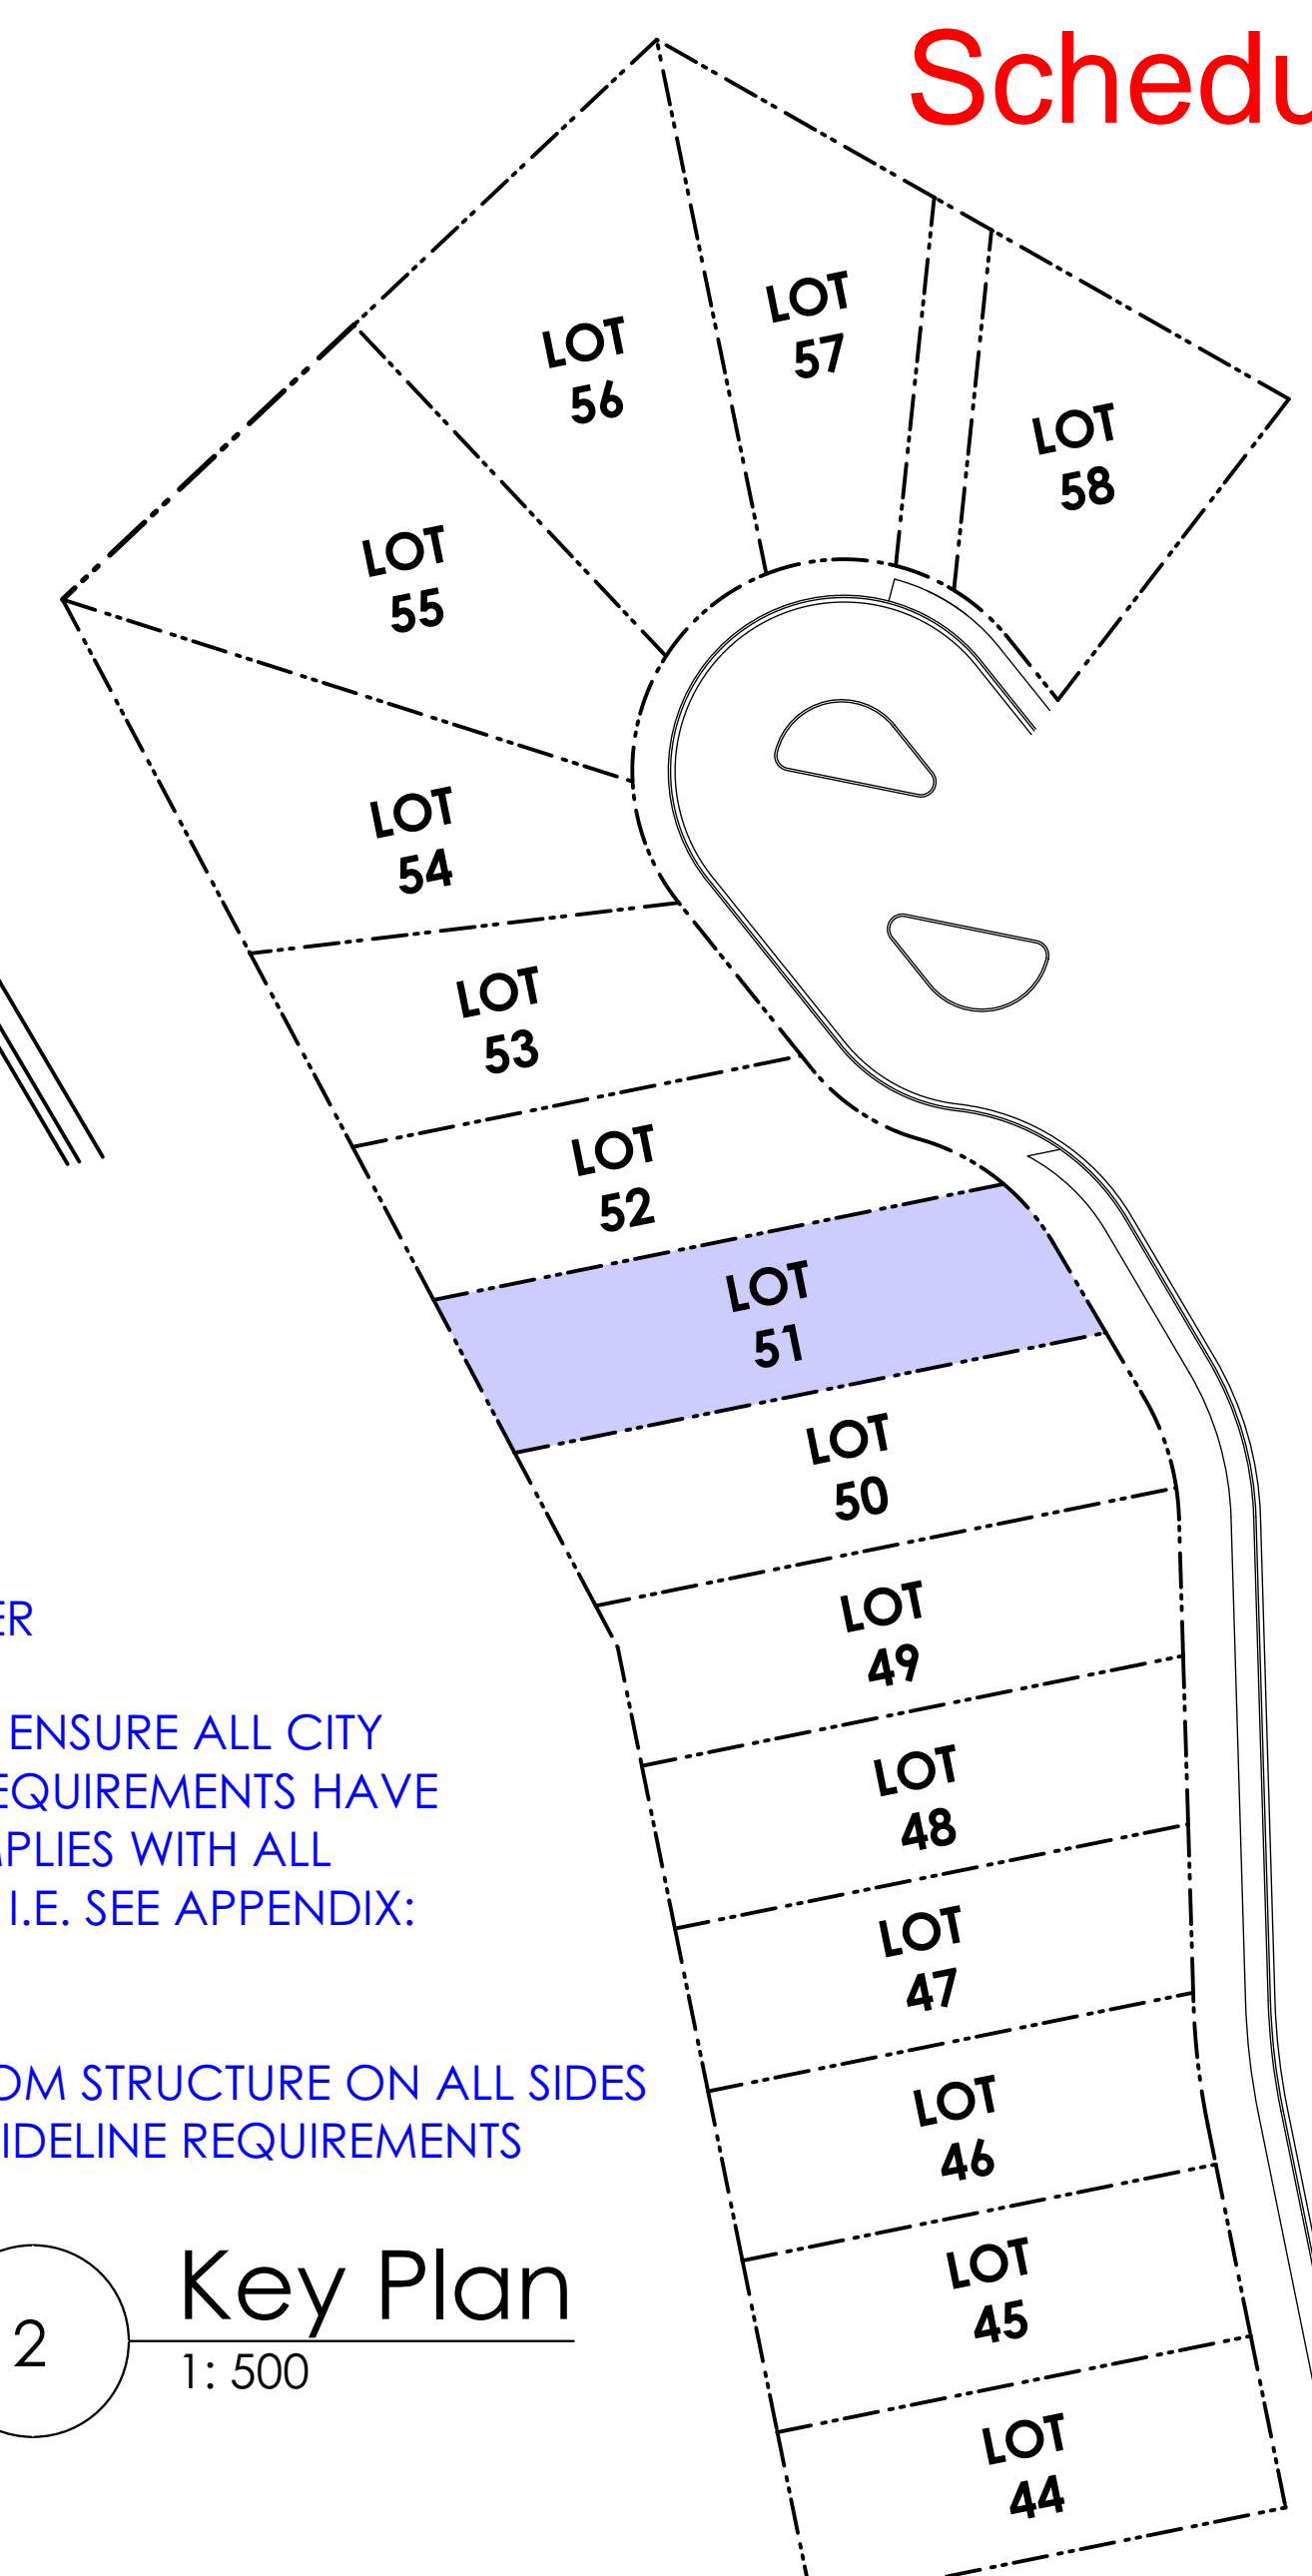 Schedu
LOT
57
LOT
56
LOT
58
LOT
55
LOT
54
LOT
53
LOT
52
LOT
51
LOT
50
LOT
49
LOT
48
LOT
47
LOT
46
LOT
45
LOT
44
ER
ENSURE ALL CITY
EQUIREMENTS HAVE
MPLIES WITH ALL
I.E. SEE APPENDIX:
OM STRUCTURE ON ALL SIDES
IDELINE REQUIREMENTS
2
Key Plan
1: 500